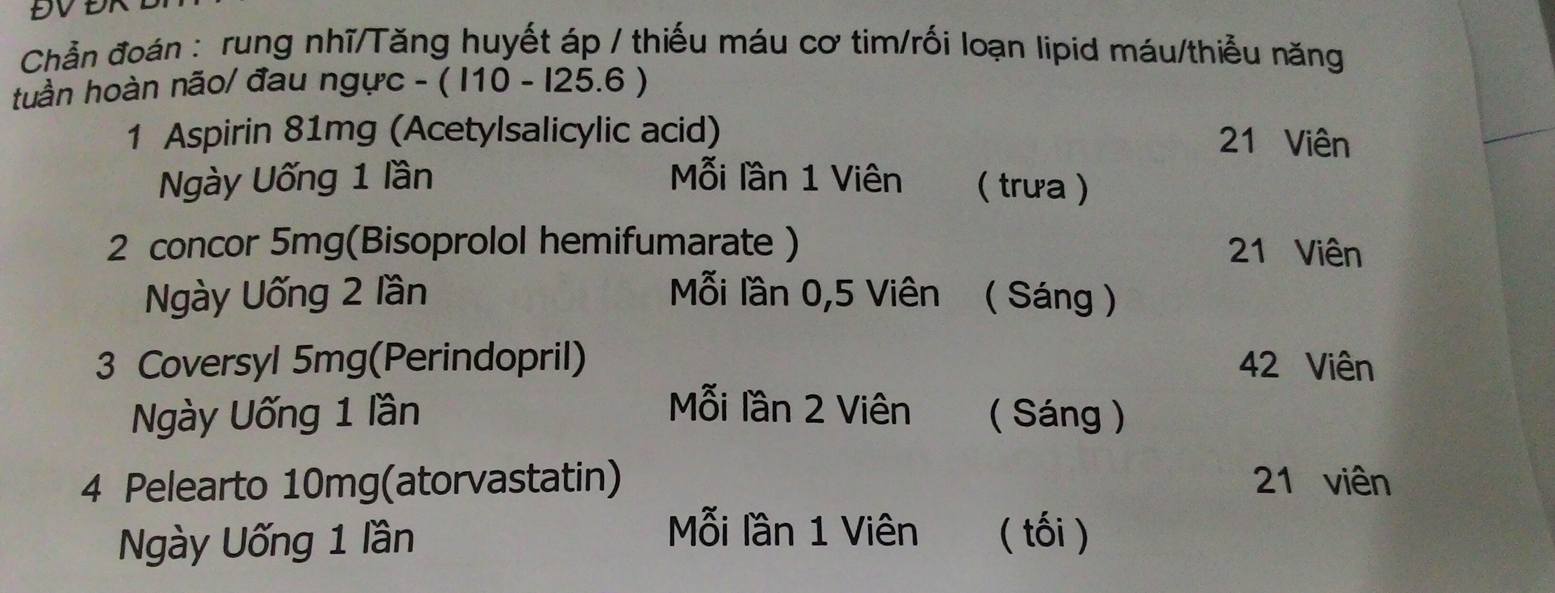 Chẩn đoán : rung nhĩ/Tăng huyết áp / thiếu máu cơ tim/rối loạn lipid máu/thiểu năng
tuần hoàn não/ đau ngực - ( I10 - I25.6 )
1 Aspirin 81mg (Acetylsalicylic acid) 21 Viên
Ngày Uống 1 lần Mỗi lần 1 Viên ( trưa )
2 concor 5mg(Bisoprolol hemifumarate ) 21 Viên
Ngày Uống 2 lần Mỗi lần 0,5 Viên ( Sáng )
3 Coversyl 5mg(Perindopril) 42 Viên
Ngày Uống 1 lần Mỗi lần 2 Viên ( Sáng )
4 Pelearto 10mg(atorvastatin) 21 viên
Ngày Uống 1 lần Mỗi lần 1 Viên ( tối )